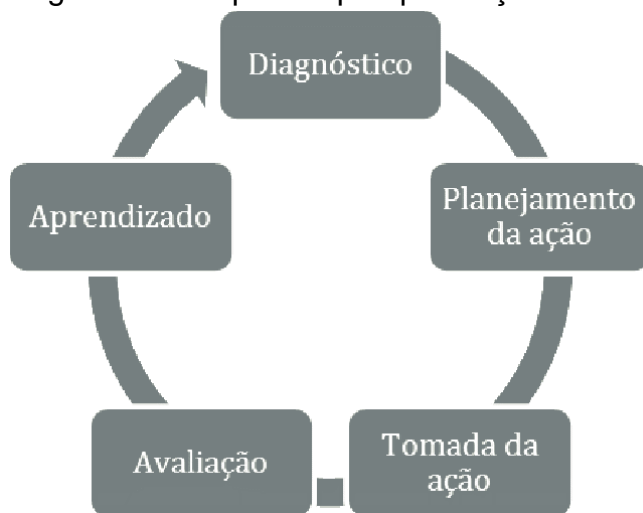 Diagnóstico
Planejamento
da ação
Tomada da
ação
Avaliação
Aprendizado